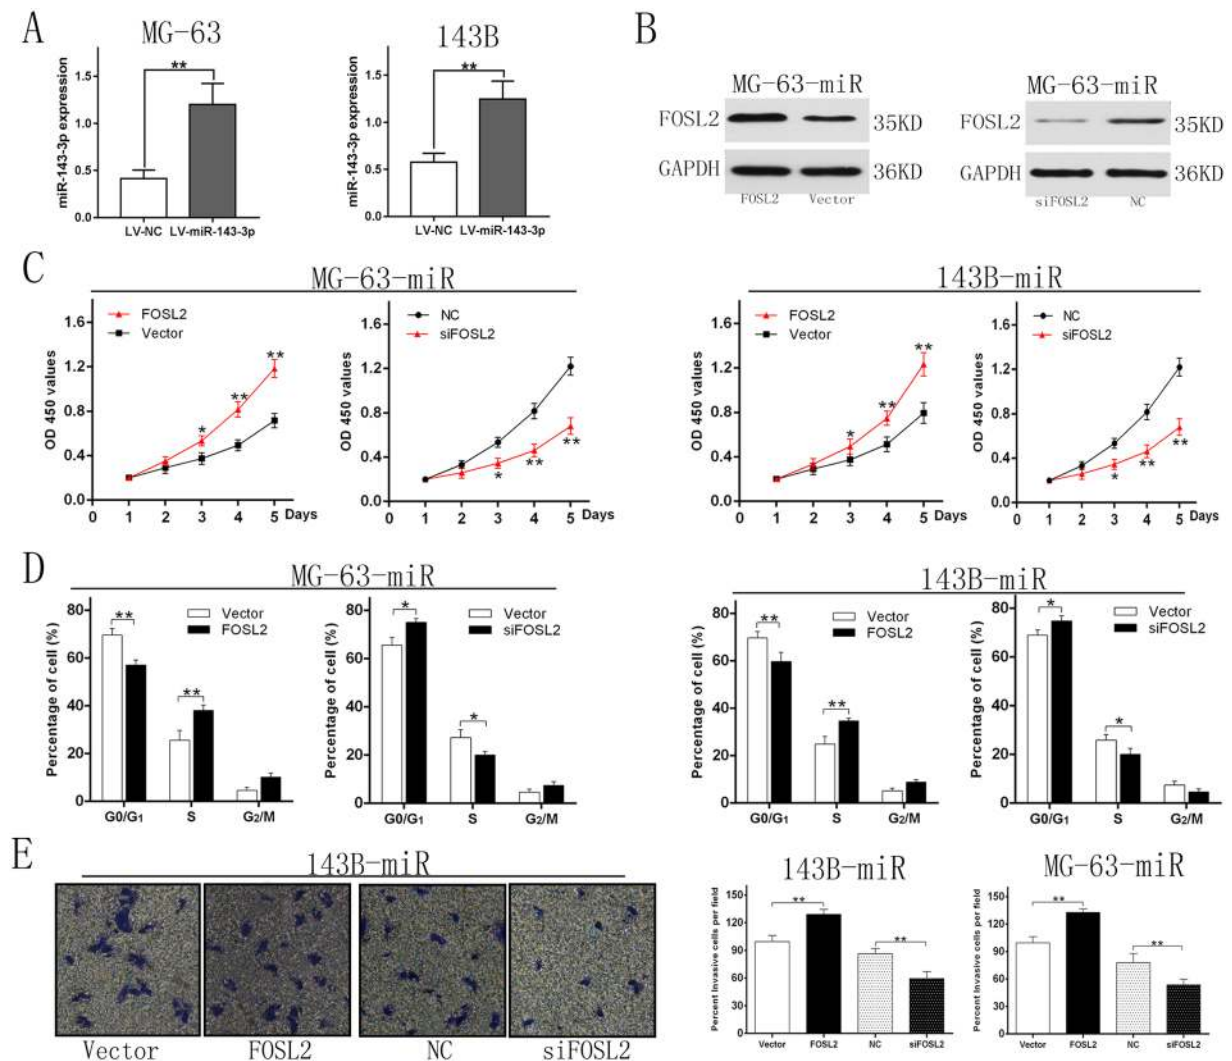 A
MG-63
**
miR-143-3p expression
1.5
1.0
0.5
0.0
LV-NC LV-miR-143-3p
143B
**
miR-143-3p expression
1.5
1.0
0.5
0.0
LV-NC LV-miR-143-3p
B
MG-63-miR
FOSL2 35KD
GAPDH 36KD
FOSL2 Vector
MG-63-miR
FOSL2 35KD
GAPDH 36KD
siFOSL2 NC
C
MG-63-miR
OD 450 values
1.6
1.2
0.8
0.4
0.0
FOSL2
Vector
* ** **
0 1 2 3 4 5 Days
OD 450 values
1.6
1.2
0.8
0.4
0.0
NC
siFOSL2
* ** **
0 1 2 3 4 5 Days
143B-miR
OD 450 values
1.6
1.2
0.8
0.4
0.0
FOSL2
Vector
* ** **
0 1 2 3 4 5 Days
OD 450 values
1.6
1.2
0.8
0.4
0.0
NC
siFOSL2
* ** **
0 1 2 3 4 5 Days
D
MG-63-miR
Percentage of cell (%)
80
60
40
20
0
Vector
FOSL2
** **
G0/G1 S G2/M
Percentage of cell (%)
80
60
40
20
0
Vector
siFOSL2
* *
G0/G1 S G2/M
143B-miR
Percentage of cell (%)
80
60
40
20
0
Vector
FOSL2
** **
G0/G1 S G2/M
Percentage of cell (%)
80
60
40
20
0
Vector
siFOSL2
* *
G0/G1 S G2/M
E
143B-miR
Vector FOSL2 NC siFOSL2
143B-miR
Percent Invasive cells per field
150
120
90
60
30
0
** **
Vector FOSL2 NC siFOSL2
MG-63-miR
Percent Invasive cells per field
150
120
90
60
30
0
** **
Vector FOSL2 NC siFOSL2